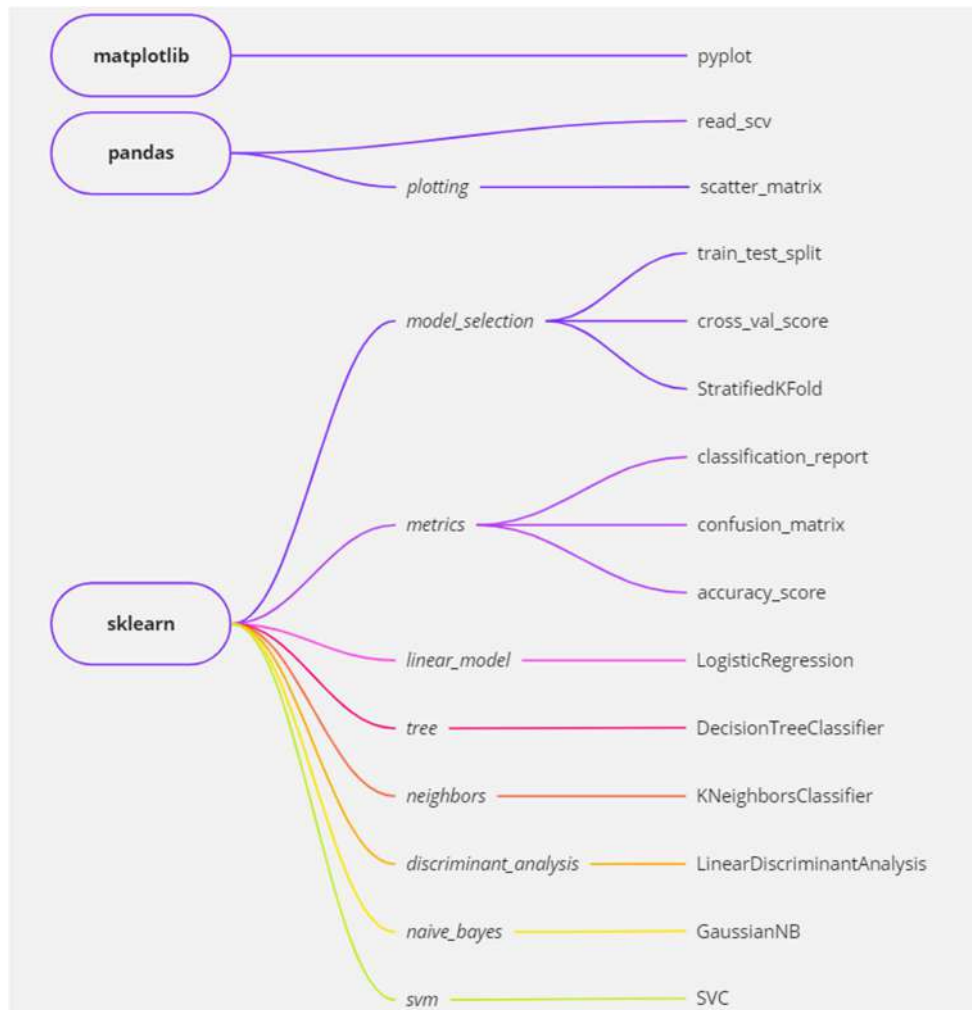 matplotlib
pyplot
pandas
read_scv
plotting
scatter_matrix
sklearn
model_selection
train_test_split
cross_val_score
StratifiedKFold
metrics
classification_report
confusion_matrix
accuracy_score
linear_model
LogisticRegression
tree
DecisionTreeClassifier
neighbors
KNeighborsClassifier
discriminant_analysis
LinearDiscriminantAnalysis
naive_bayes
GaussianNB
svm
SVC